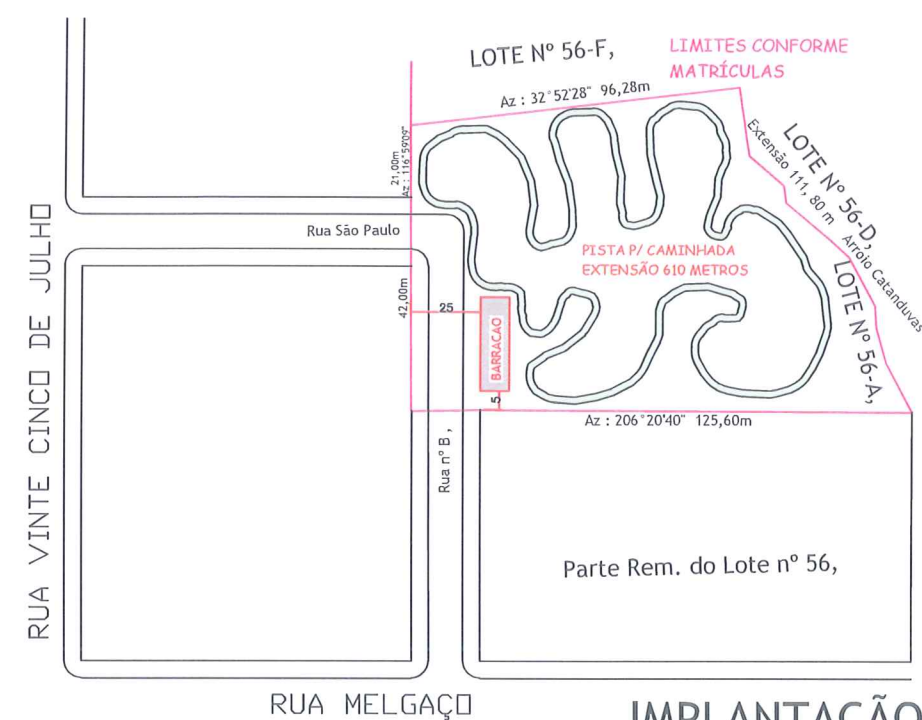 LOTE Nº 56-F,
LIMITES CONFORME
MATRÍCULAS
Az : 32°52'28" 96,28m
21,00m
Az : 116°59'09"
Extensão 111, 80 m Arroio Catanduvas
LOTE Nº 56-D,
LOTE Nº 56-A,
Rua São Paulo
PISTA P/ CAMINHADA
EXTENSÃO 610 METROS
RUA VINTE CINCO DE JULHO
42,00m
25
BARRACAO
5
Az : 206°20'40" 125,60m
Rua nº B ,
Parte Rem. do Lote nº 56,
RUA MELGAÇO
IMPLANTAÇÃO